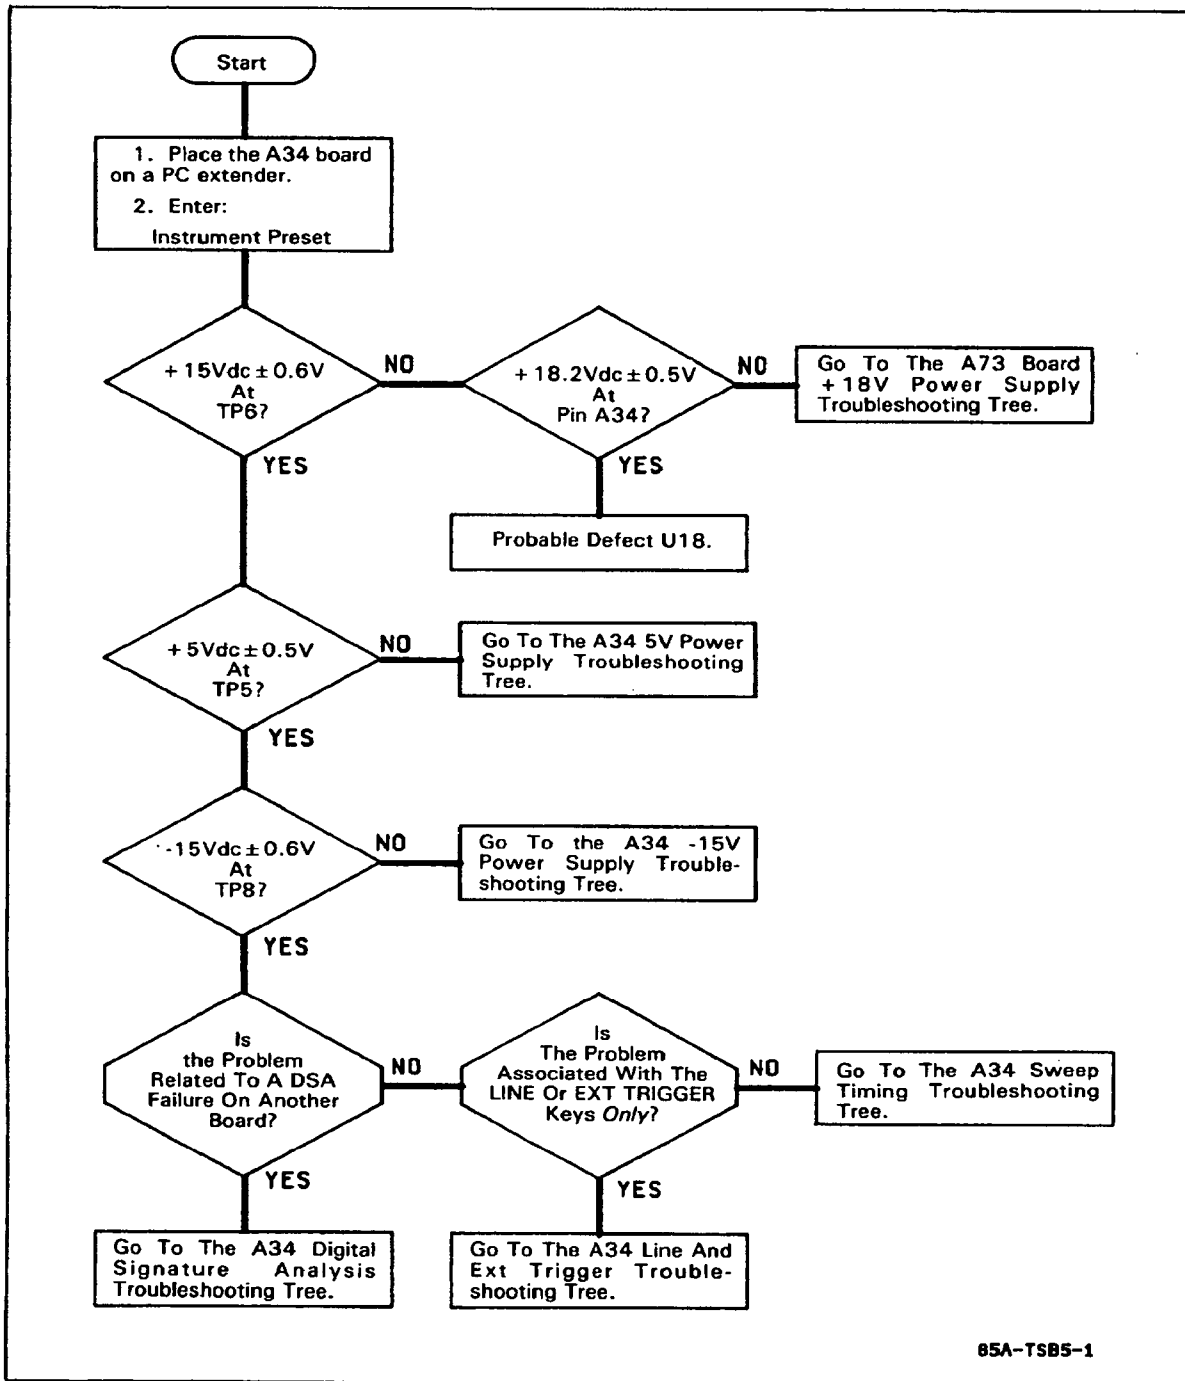 Start
1. Place the A34 board
on a PC extender.
2. Enter:
Instrument Preset
+15Vdc±0.6V
At
TP6?
NO
+18.2Vdc±0.5V
At
Pin A34?
NO
Go To The A73 Board
+18V Power Supply
Troubleshooting Tree.
YES
YES
Probable Defect U18.
+5Vdc±0.5V
At
TP5?
NO
Go To The A34 5V Power
Supply Troubleshooting
Tree.
YES
-15Vdc±0.6V
At
TP8?
NO
Go To the A34 -15V
Power Supply Trouble-
shooting Tree.
YES
Is
the Problem
Related To A DSA
Failure On Another
Board?
NO
Is
The Problem
Associated With The
LINE Or EXT TRIGGER
Keys Only?
NO
Go To The A34 Sweep
Timing Troubleshooting
Tree.
YES
YES
Go To The A34 Digital
Signature Analysis
Troubleshooting Tree.
Go To The A34 Line And
Ext Trigger Trouble-
shooting Tree.
85A-TSB5-1